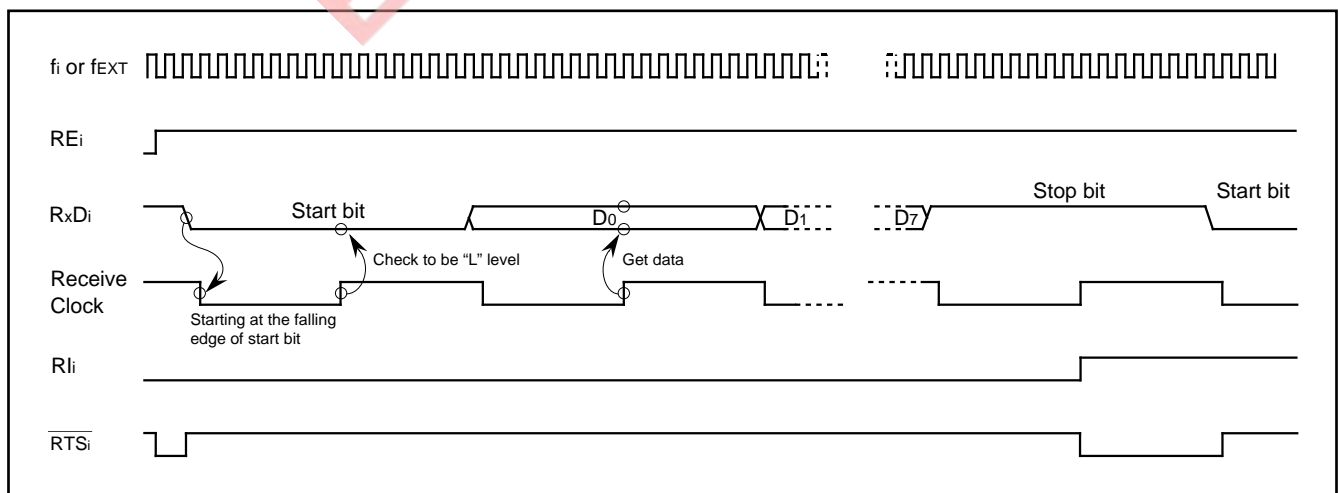 fi or fEXT
REi
RxDi
Start bit
D0
D1
D7
Stop bit
Start bit
Check to be “L” level
Get data
Receive
Clock
Starting at the falling
edge of start bit
RIi
RTSi